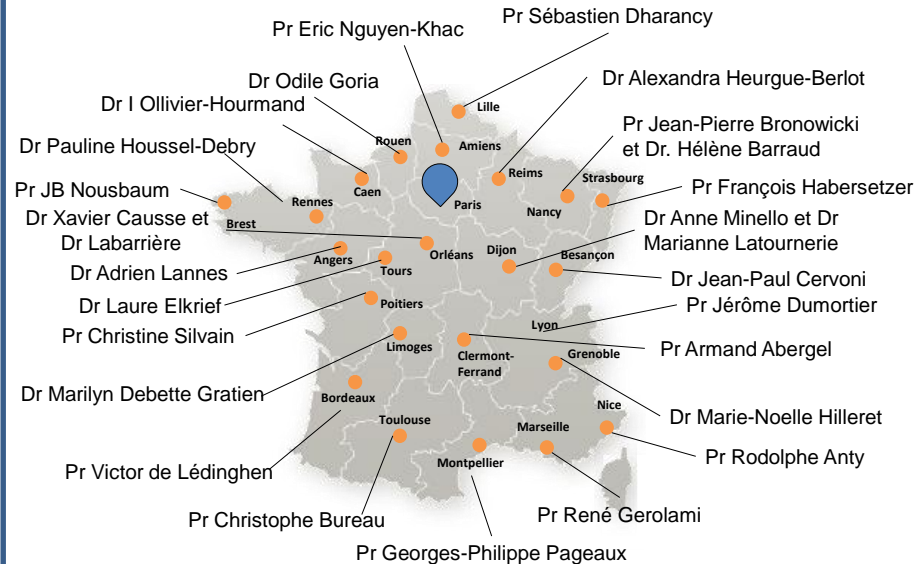 Pr Sébastien Dharancy
Pr Eric Nguyen-Khac
Dr Odile Goria
Dr Alexandra Heurgue-Berlot
Dr I Ollivier-Hourmand
Lille
Pr Jean-Pierre Bronowicki
et Dr. Hélène Barraud
Dr Pauline Houssel-Debry
Rouen
Amiens
Reims
Strasbourg
Pr JB Nousbaum
Caen
Rennes
Paris
Nancy
Pr François Habersetzer
Dr Xavier Causse et
Dr Labarrière
Brest
Dr Anne Minello et Dr
Marianne Latournerie
Angers
Orléans
Dijon
Besançon
Dr Adrien Lannes
Tours
Dr Jean-Paul Cervoni
Dr Laure Elkrief
Poitiers
Pr Jérôme Dumortier
Pr Christine Silvain
Lyon
Limoges
Clermont-
Ferrand
Grenoble
Pr Armand Abergel
Dr Marilyn Debette Gratien
Bordeaux
Nice
Dr Marie-Noelle Hilleret
Toulouse
Marseille
Montpellier
Pr Rodolphe Anty
Pr Victor de Lédinghen
Pr Christophe Bureau
Pr René Gerolami
Pr Georges-Philippe Pageaux